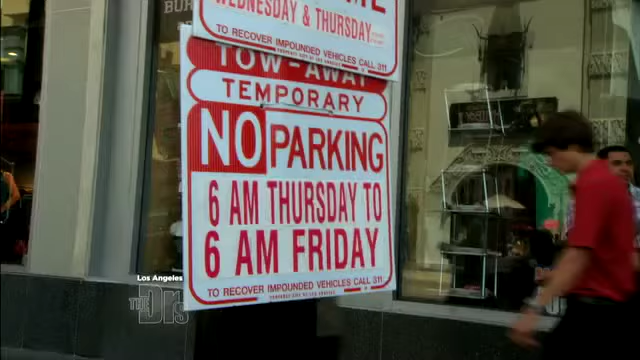 WEDNESDAY & THURSDAY
TO RECOVER IMPOUNDED VEHICLES CALL 311
TOW-AWAY
TEMPORARY
NO PARKING
6 AM THURSDAY TO
6 AM FRIDAY
TO RECOVER IMPOUNDED VEHICLES CALL 311
Los Angeles
THE DRS